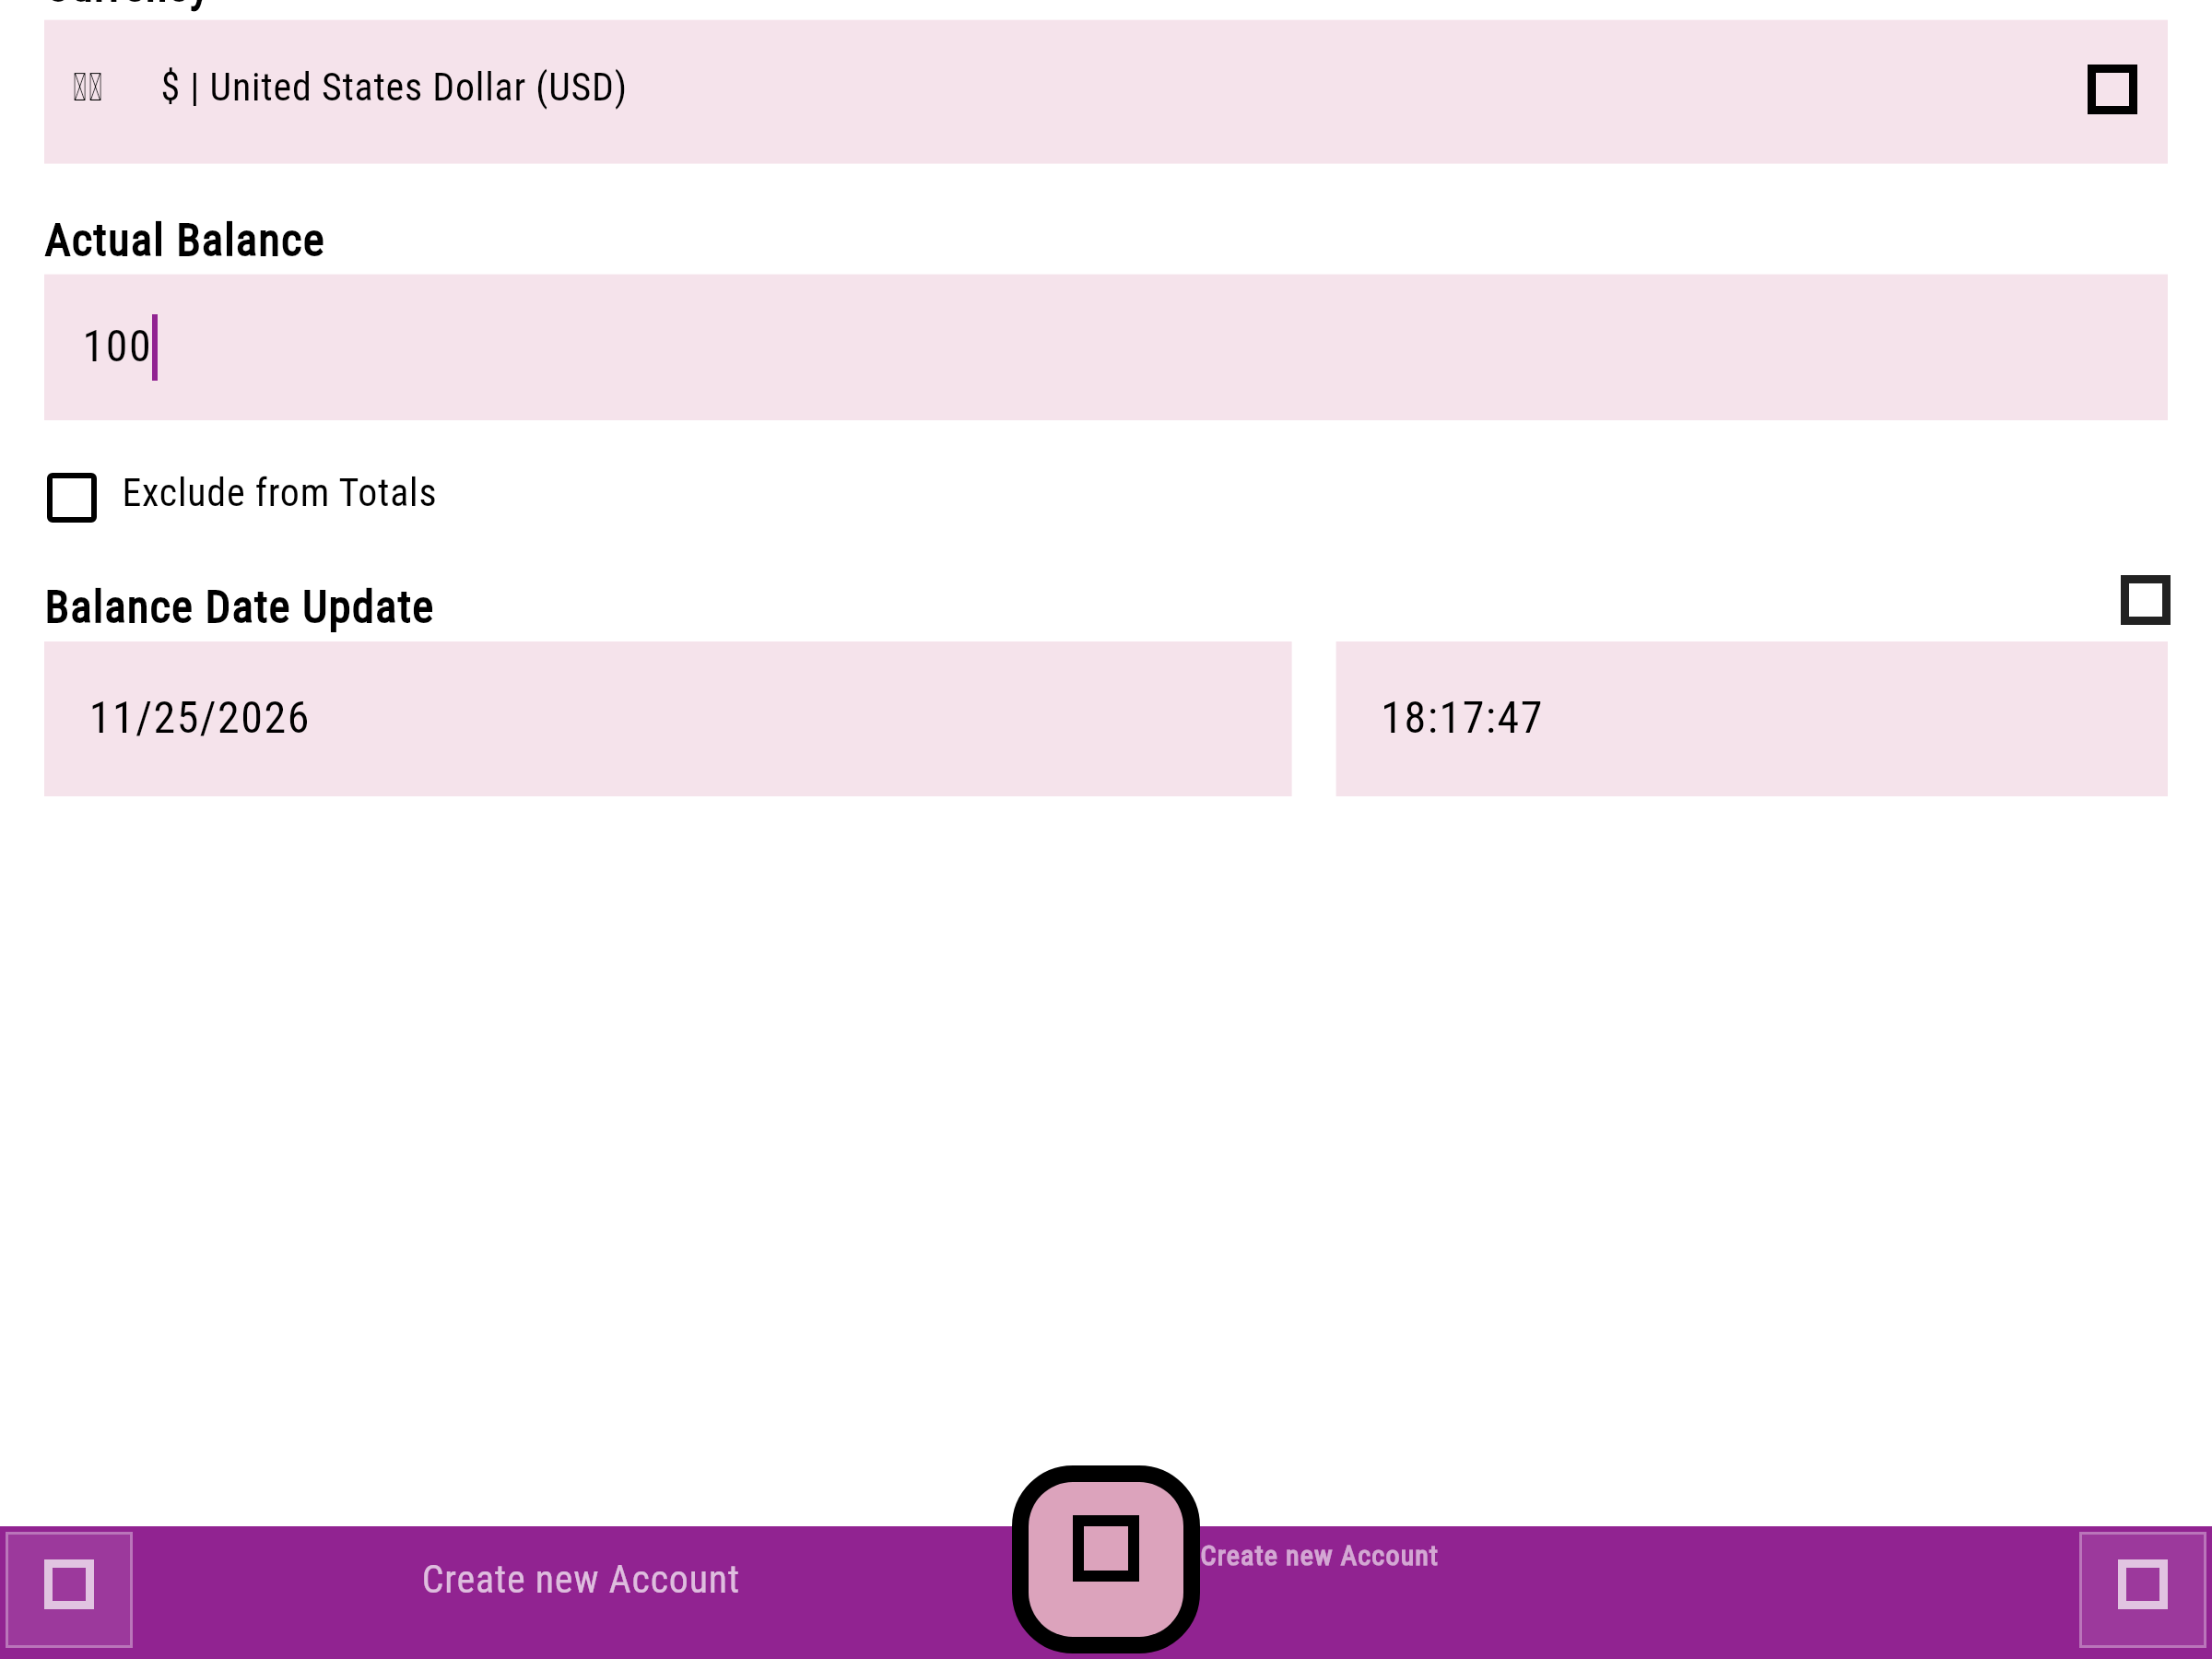 $ | United States Dollar (USD)
Actual Balance
100
Exclude from Totals
Balance Date Update
11/25/2026
18:17:47
Create new Account
Create new Account